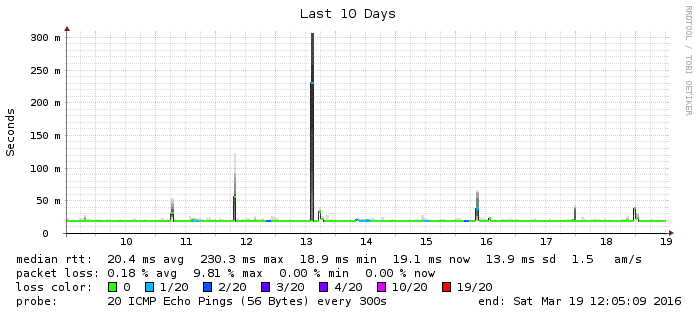 Last 10 Days
RRDTOOL / TOBI OETIKER
Seconds
300 m
250 m
200 m
150 m
100 m
50 m
0
10 11 12 13 14 15 16 17 18 19
median rtt: 20.4 ms avg 230.3 ms max 18.9 ms min 19.1 ms now 13.9 ms sd 1.5 am/s
packet loss: 0.18 % avg 9.81 % max 0.00 % min 0.00 % now
loss color: 0 1/20 2/20 3/20 4/20 10/20 19/20
probe: 20 ICMP Echo Pings (56 Bytes) every 300s end: Sat Mar 19 12:05:09 2016